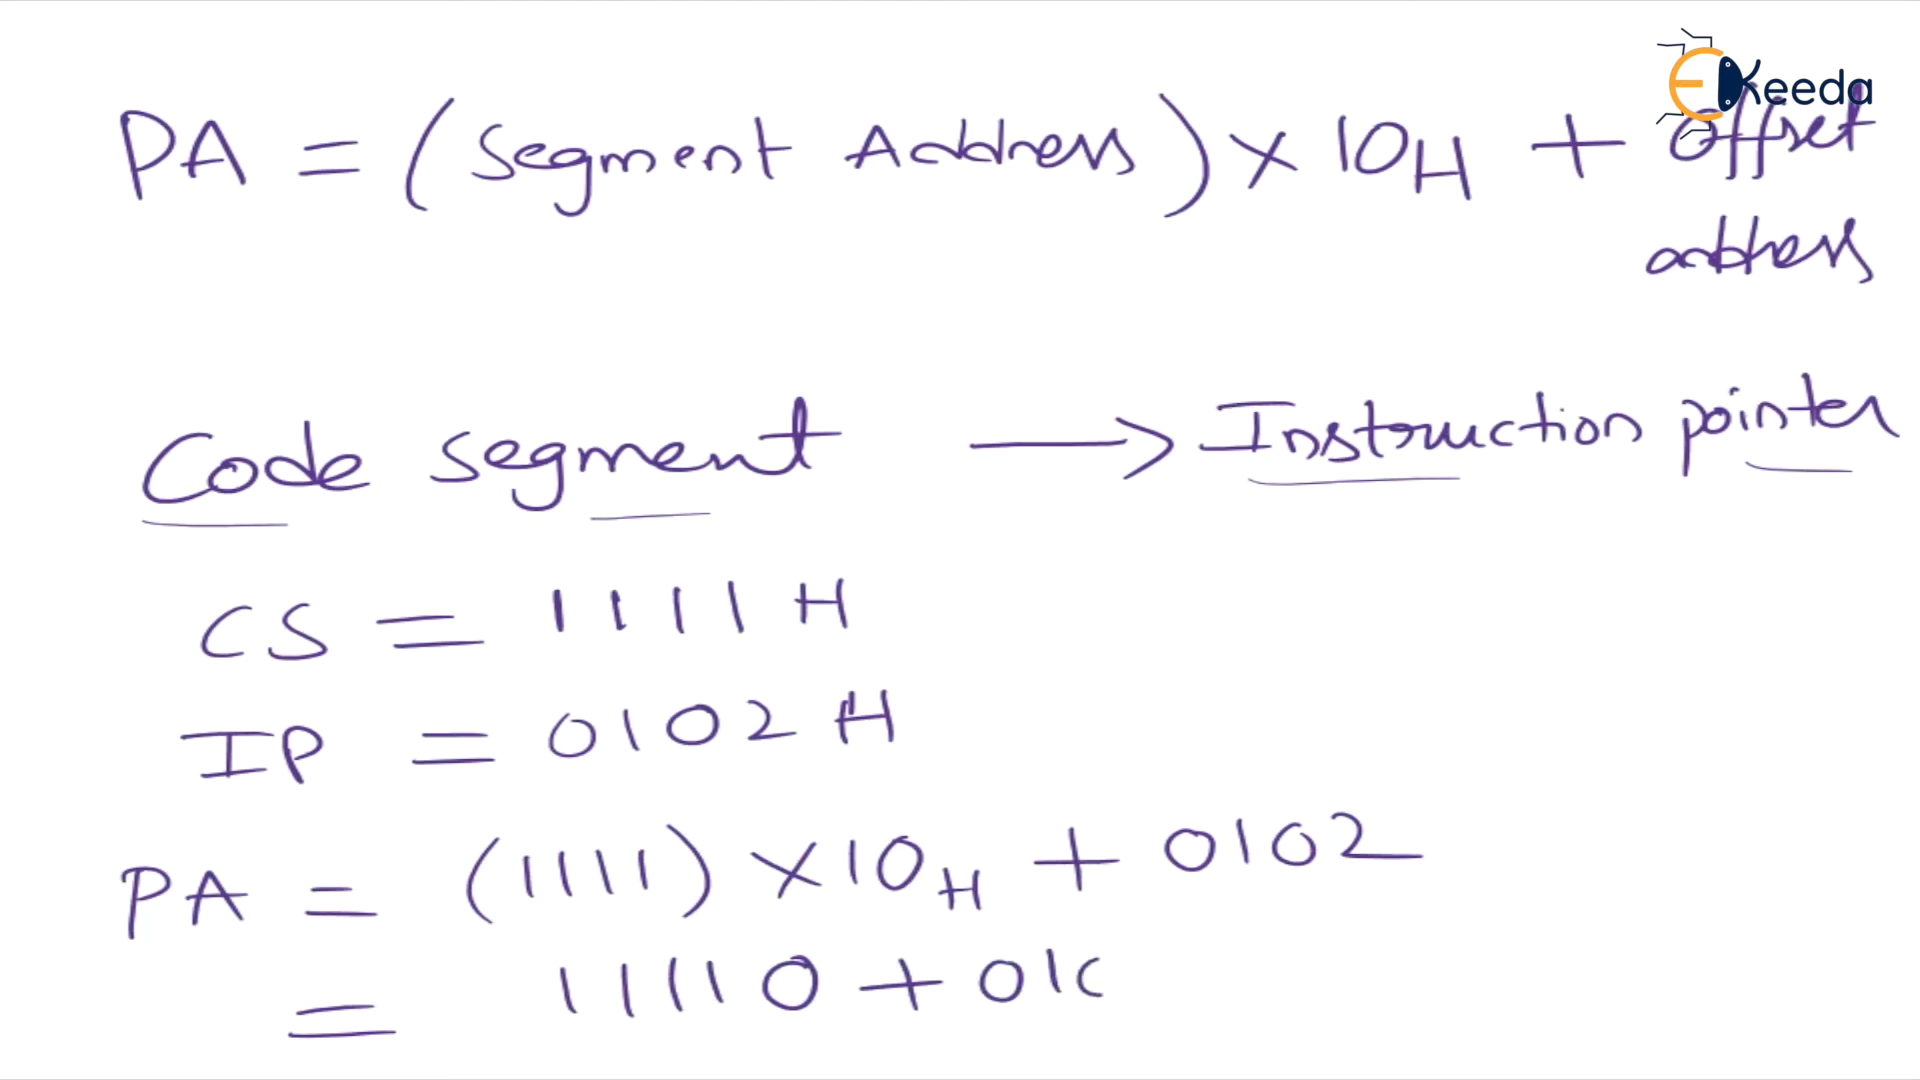 EKeeda
PA = (Segment Address) × 10H + offset
address
Code segment → Instruction pointer
CS = 1111 H
IP = 0102 H
PA = (1111) × 10H + 0102
= 11110 + 010